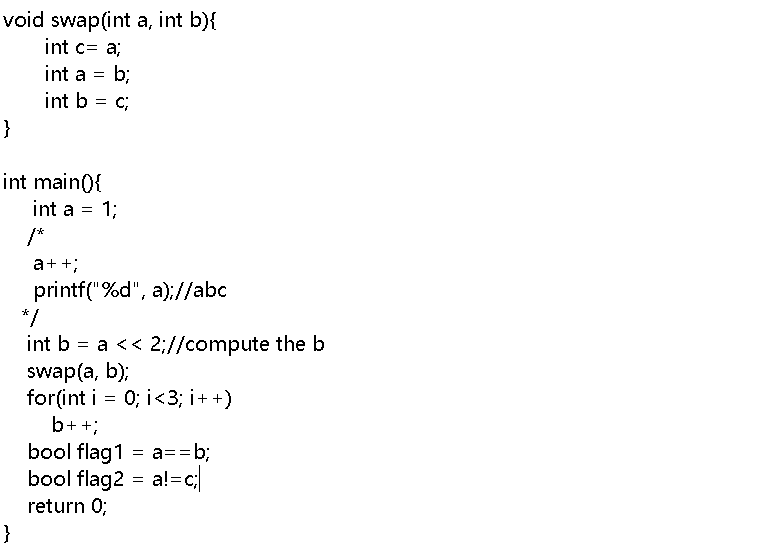 void swap(int a, int b){
int c= a;
int a = b;
int b = c;
}
int main(){
int a = 1;
/*
a++;
printf("%d", a);//abc
*/
int b = a << 2;//compute the b
swap(a, b);
for(int i = 0; i<3; i++)
b++;
bool flag1 = a==b;
bool flag2 = a!=c;
return 0;
}